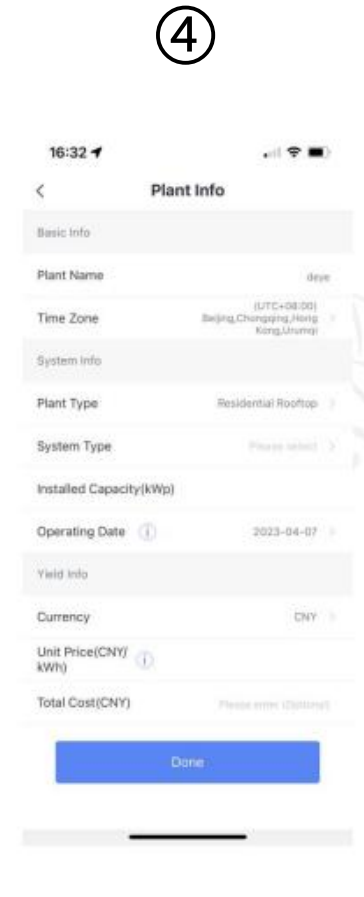 ④
16:32
Plant Info
Basic Info
Plant Name deye
Time Zone (UTC+08:00)
Beijing,Chongqing,Hong
Kong,Urumqi
System Info
Plant Type Residential Rooftop
System Type Please select
Installed Capacity(kWp)
Operating Date 2023-04-07
Yield Info
Currency CNY
Unit Price(CNY/
kWh)
Total Cost(CNY) Please enter (Optional)
Done